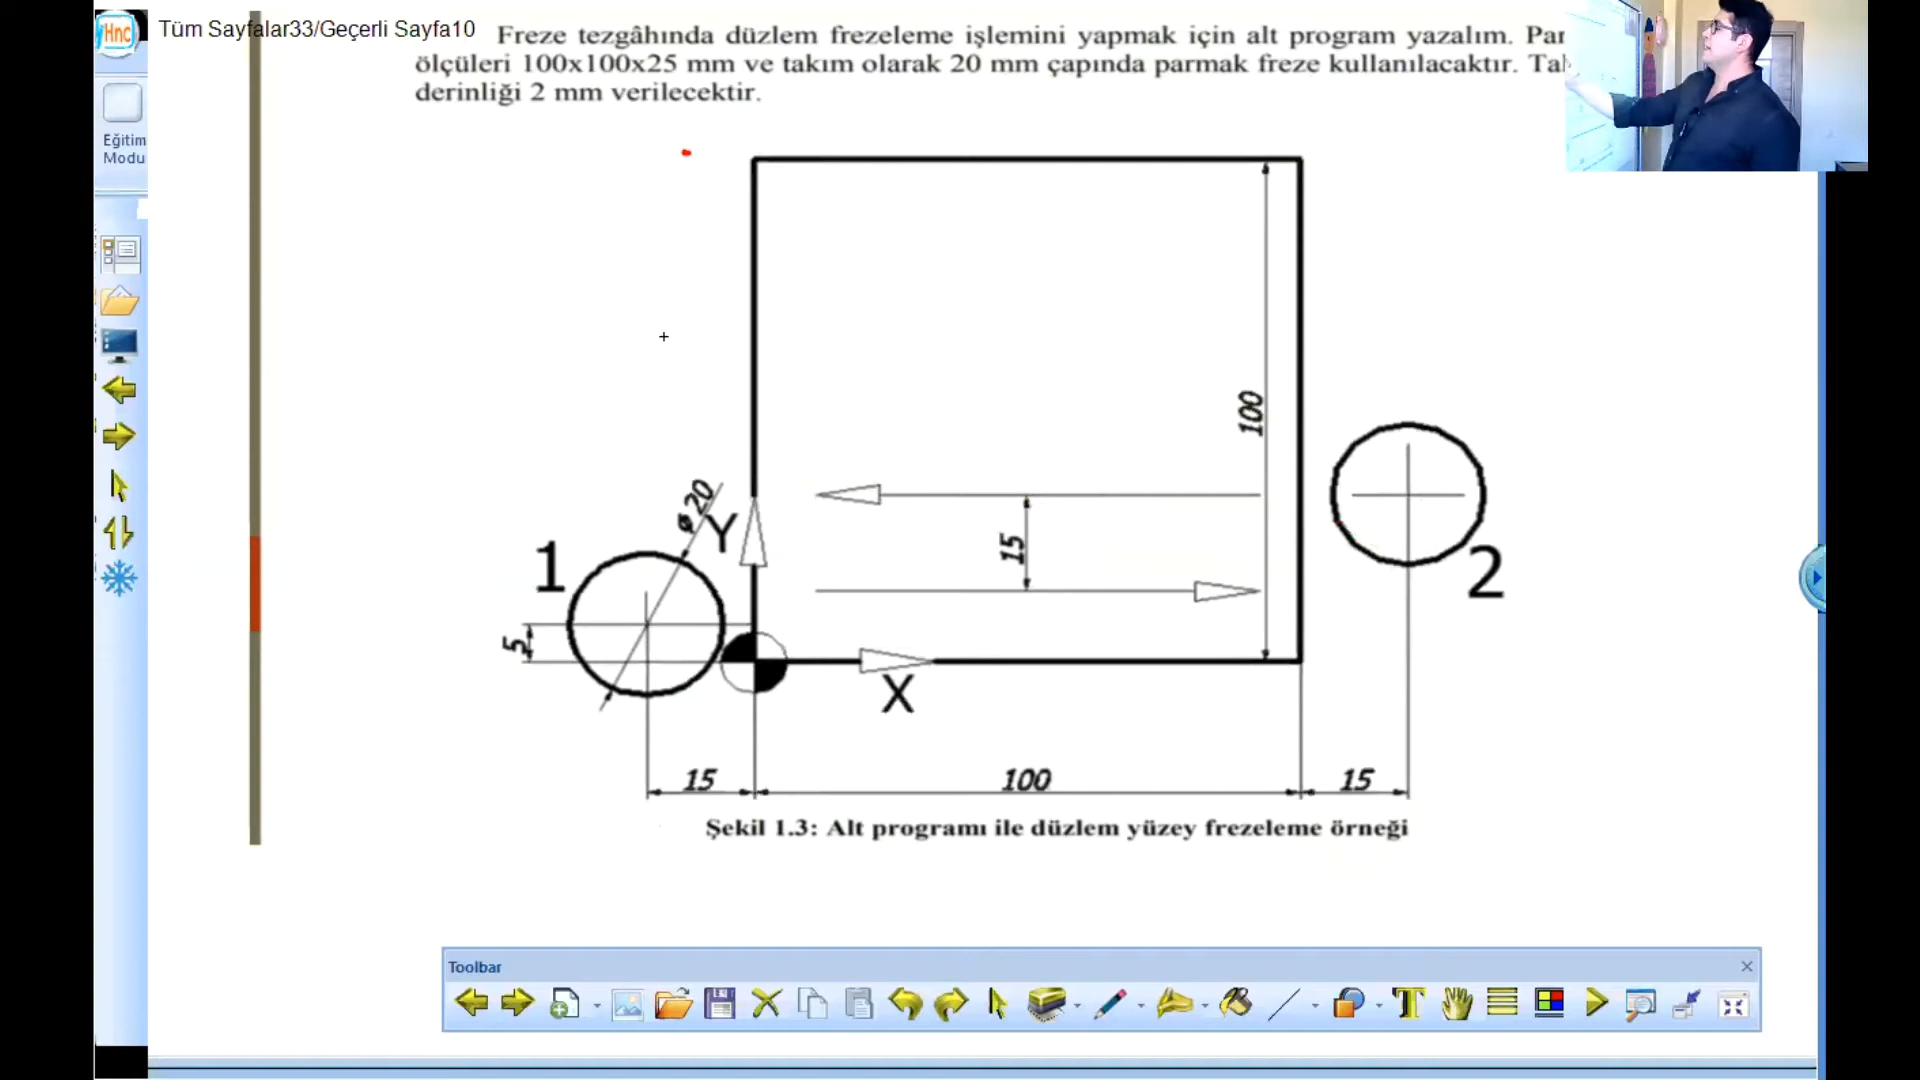 Hnc
Tüm Sayfalar33/Geçerli Sayfa10
Eğitim
Modu
Freze tezgâhında düzlem frezeleme işlemini yapmak için alt program yazalım. Par
ölçüleri 100x100x25 mm ve takım olarak 20 mm çapında parmak freze kullanılacaktır. Tal
derinliği 2 mm verilecektir.
100
ø20
Y
1
15
2
5
X
15
100
15
Şekil 1.3: Alt programı ile düzlem yüzey frezeleme örneği
Toolbar
T